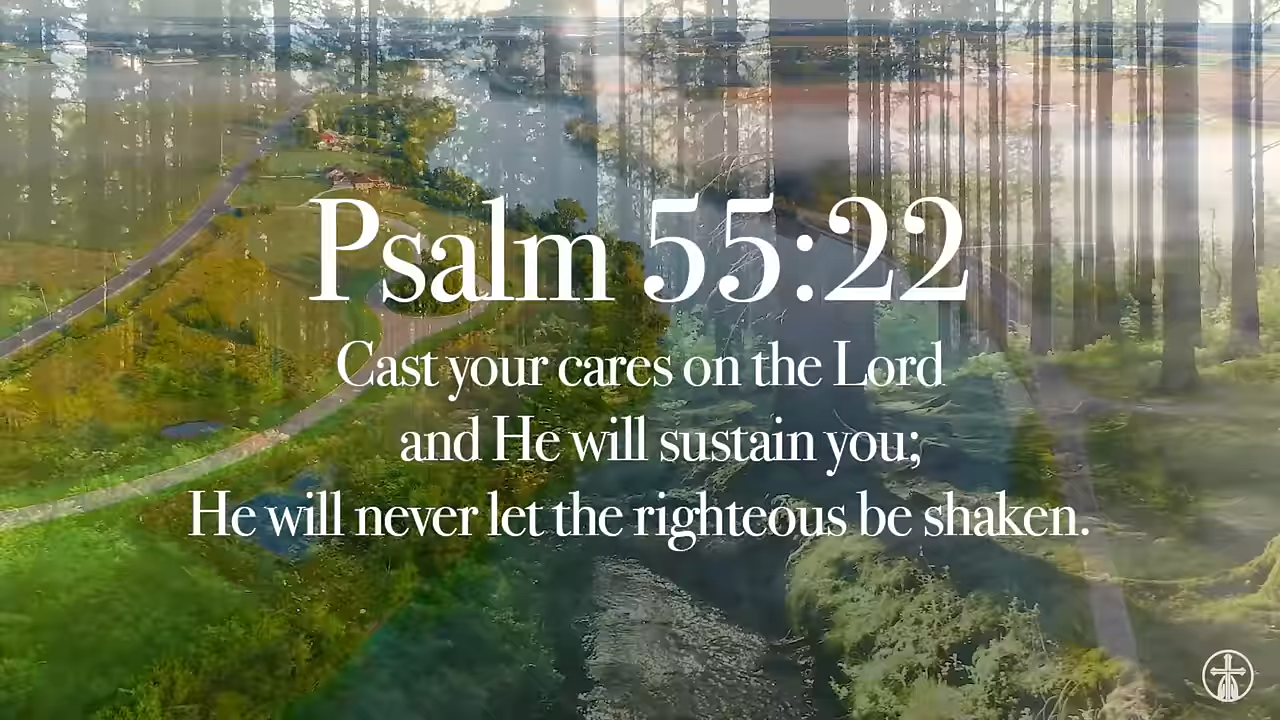 Psalm 55:22
Cast your cares on the Lord
and He will sustain you;
He will never let the righteous be shaken.